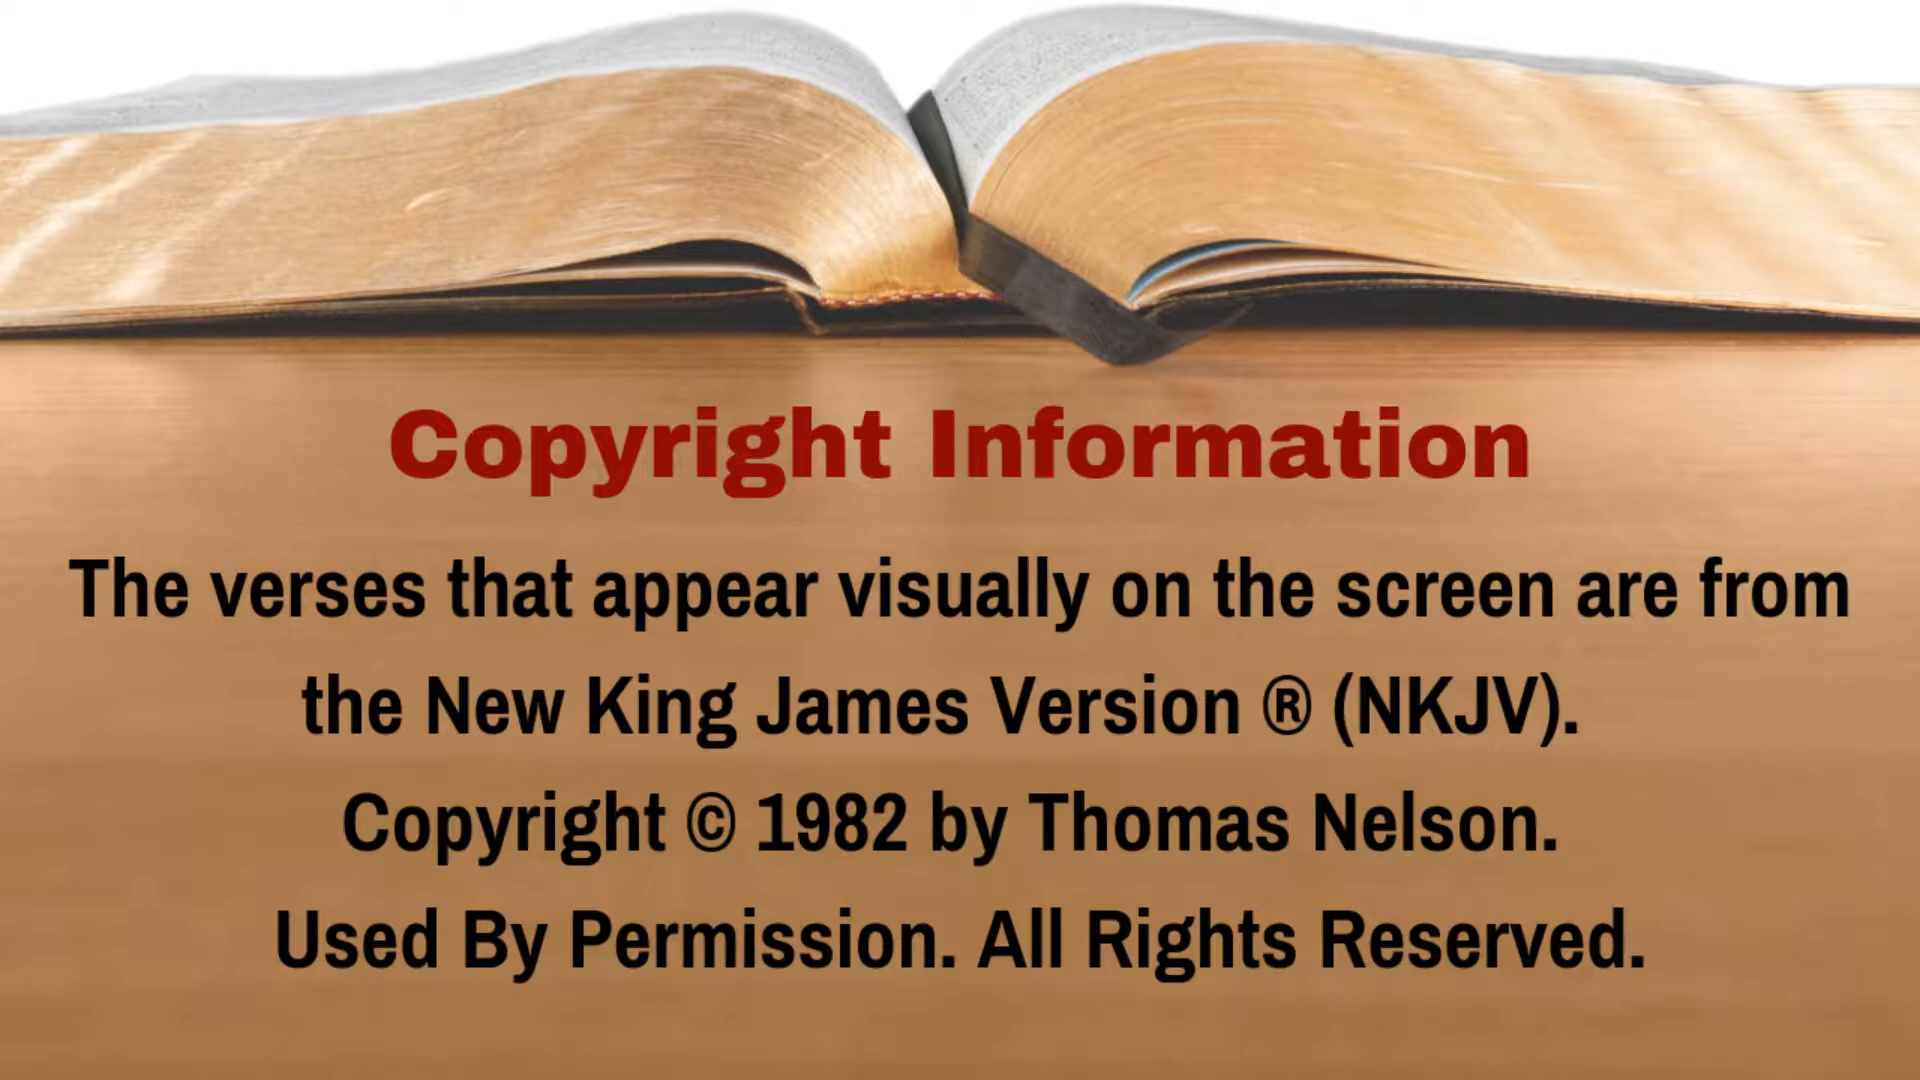 Copyright Information
The verses that appear visually on the screen are from
the New King James Version ® (NKJV).
Copyright © 1982 by Thomas Nelson.
Used By Permission. All Rights Reserved.